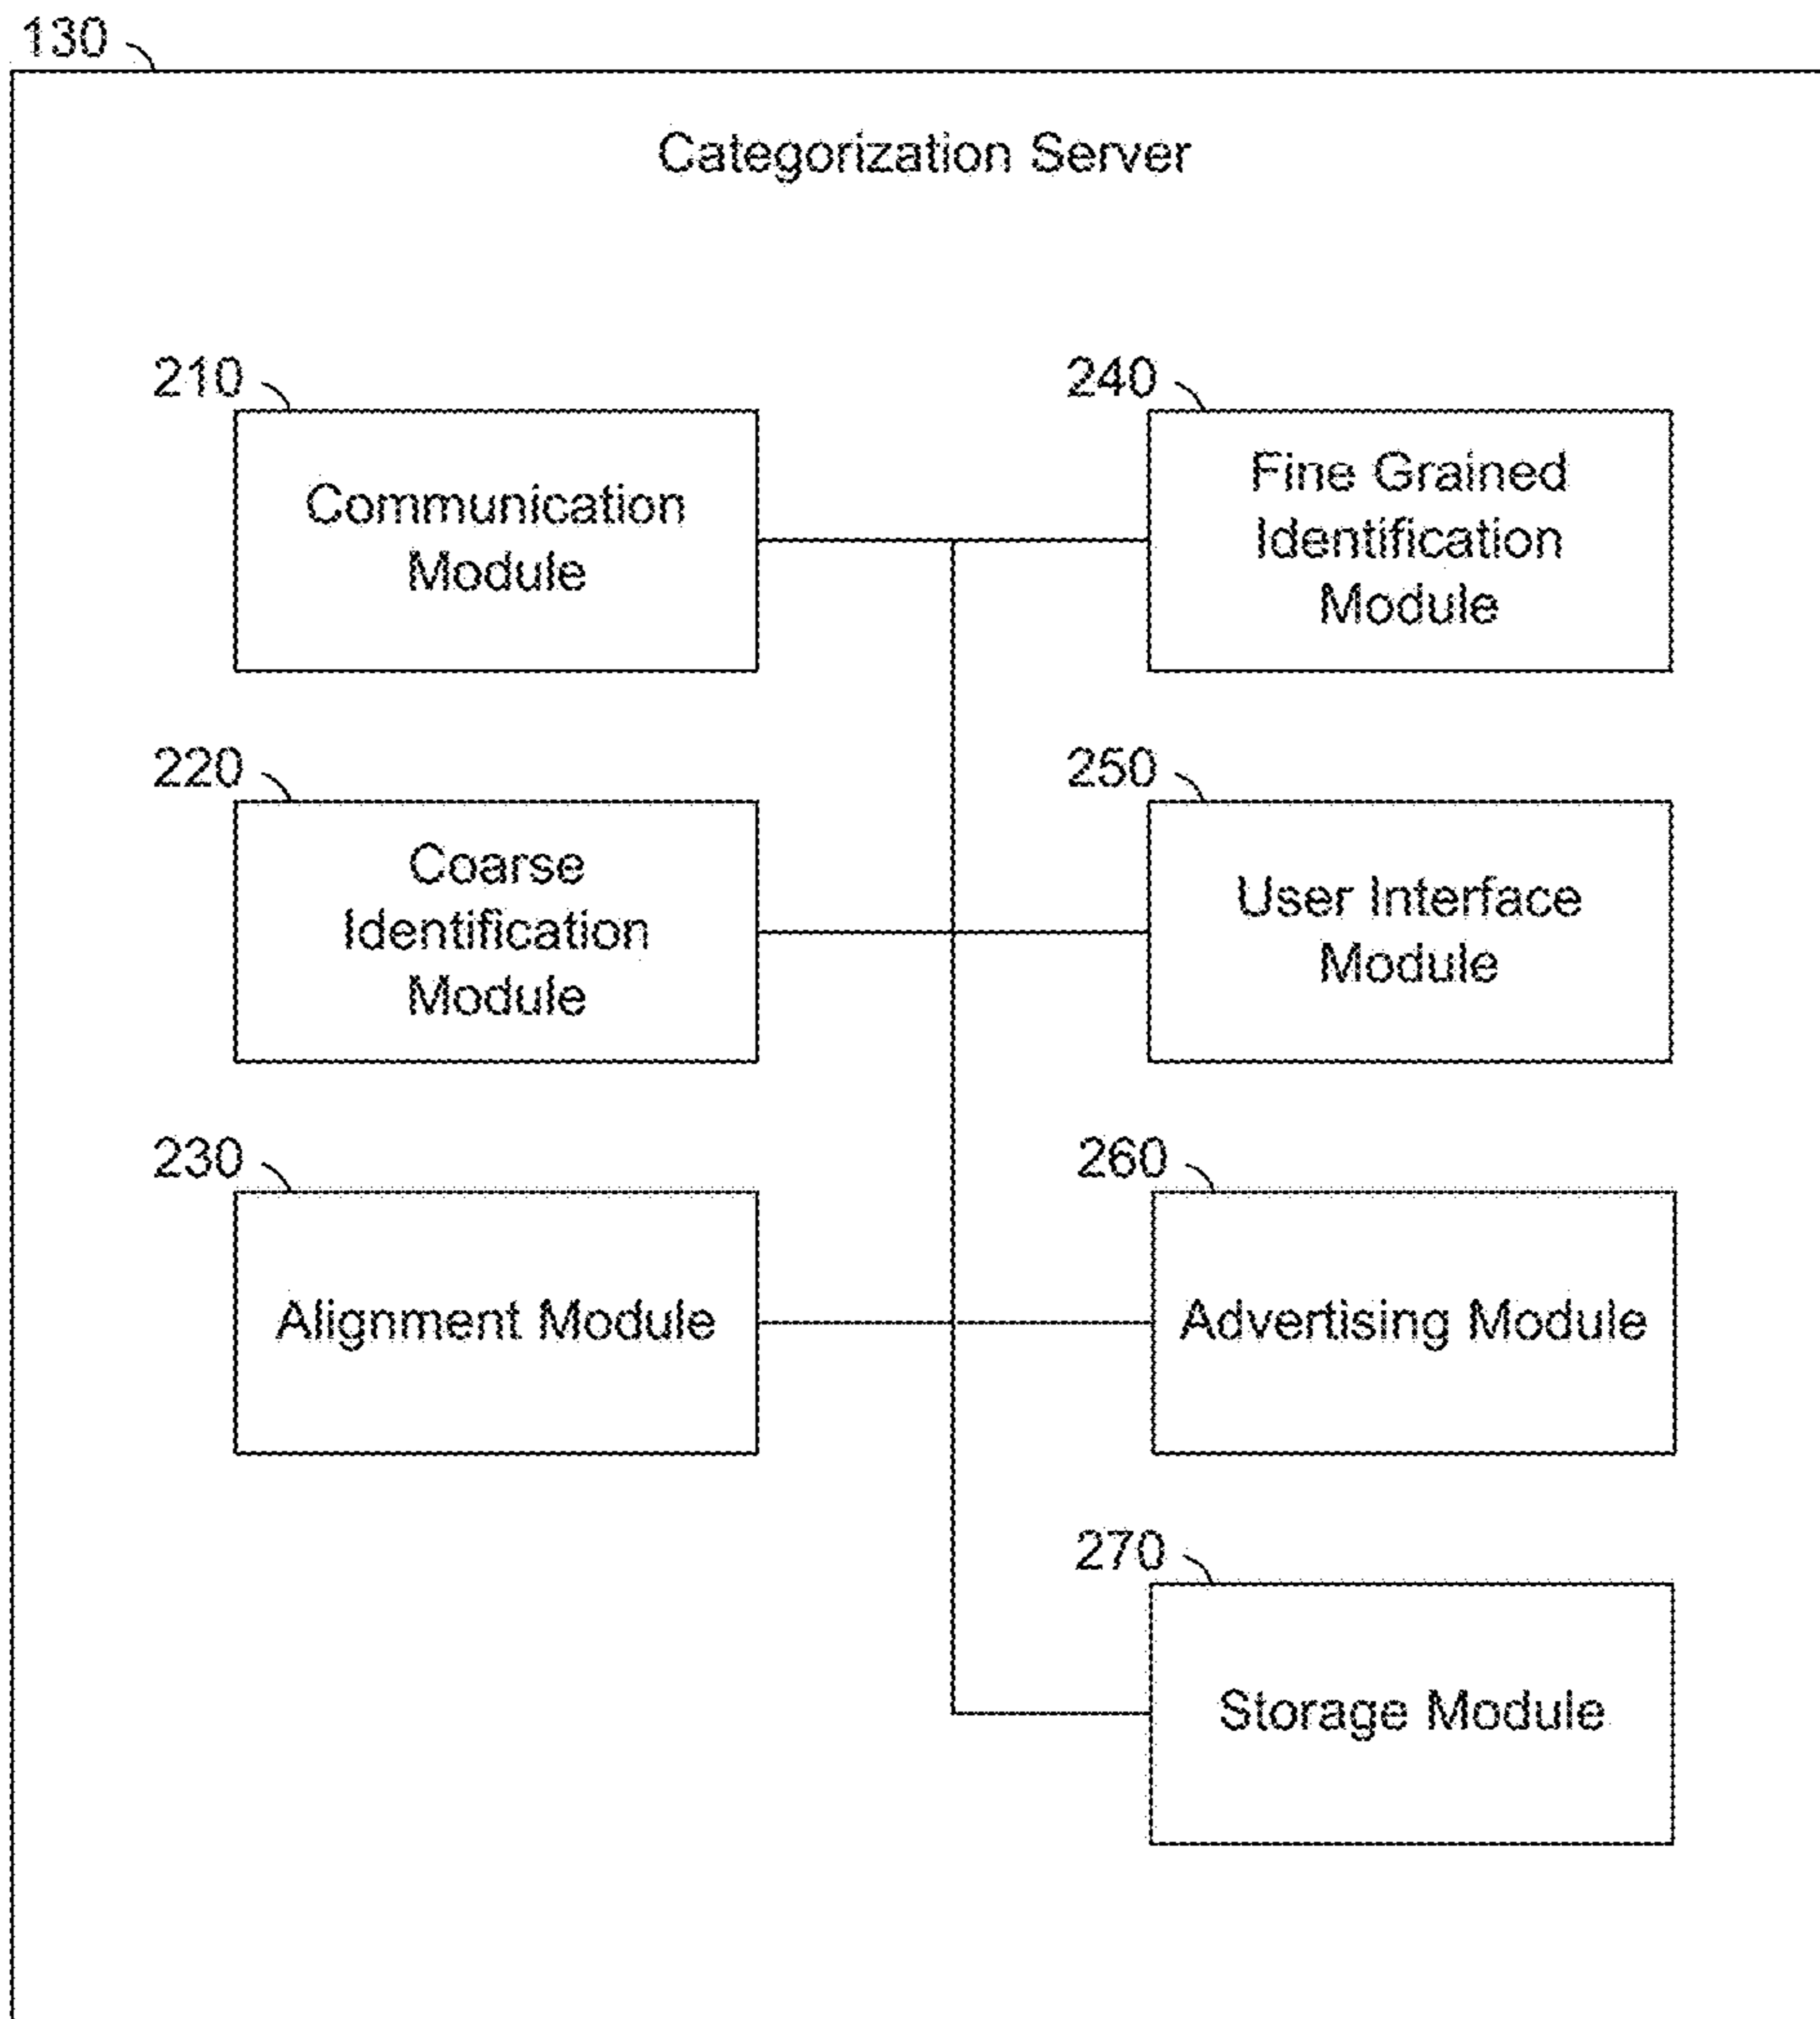 130
Categorization Server
210
Communication
Module
240
Fine Grained
Identification
Module
220
Coarse
Identification
Module
250
User Interface
Module
230
Alignment Module
260
Advertising Module
270
Storage Module